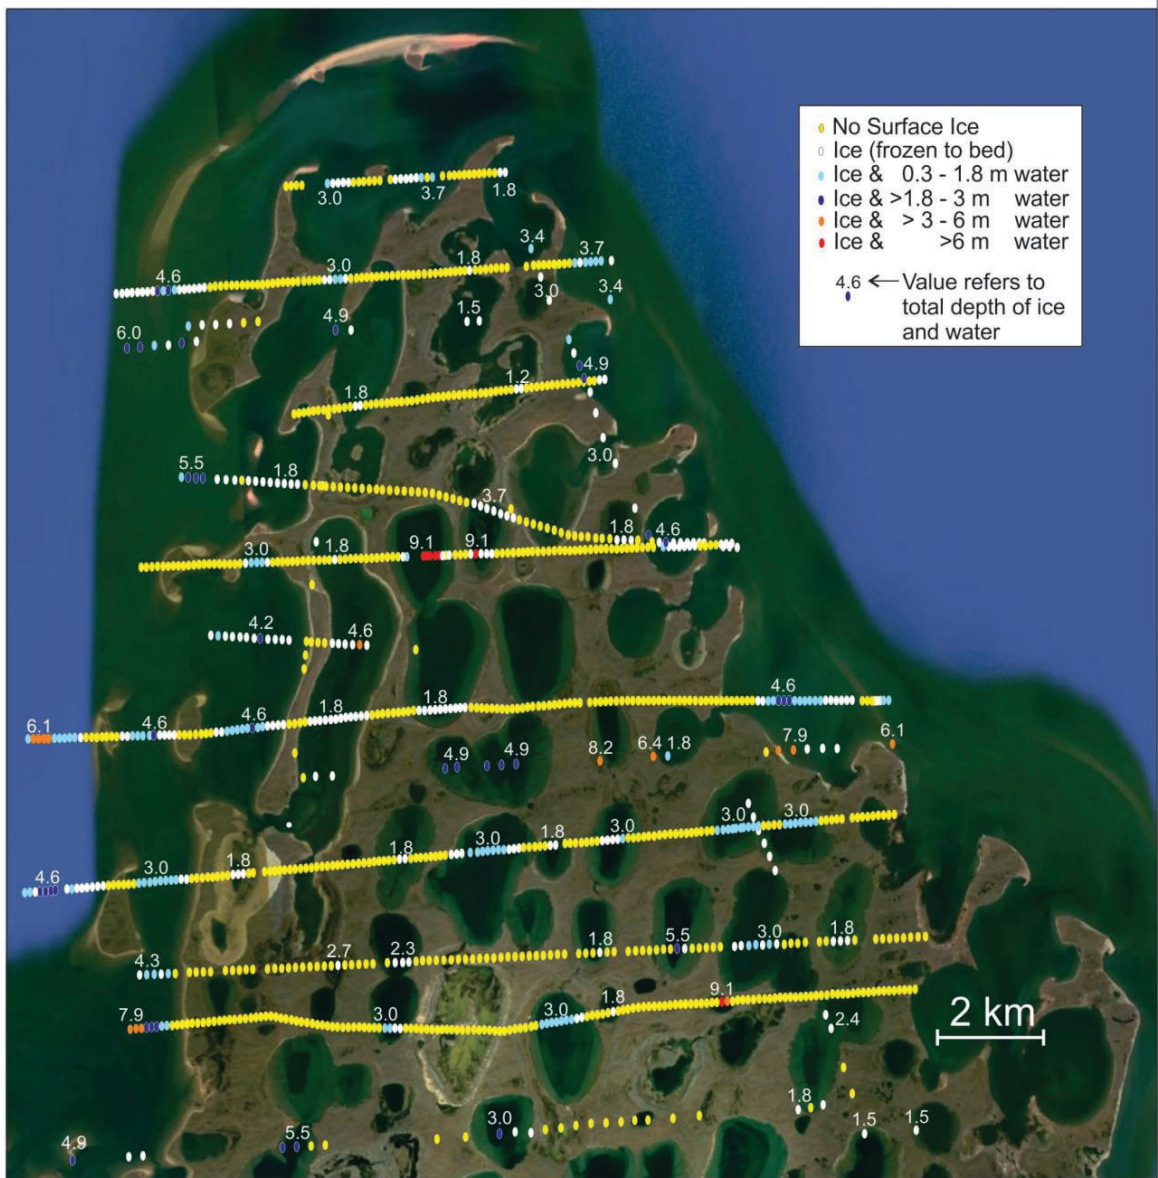 No Surface Ice
Ice (frozen to bed)
Ice & 0.3 - 1.8 m water
Ice & >1.8 - 3 m water
Ice & > 3 - 6 m water
Ice & >6 m water
4.6 Value refers to
total depth of ice
and water
3.0 3.7 1.8
3.4 3.7
4.6 3.0 1.8
3.0 3.4
6.0 4.9 1.5
4.9
1.8 1.2
3.0
5.5 1.8 3.7
1.8 4.6
3.0 1.8 9.1 9.1
4.2 4.6
4.6
6.1 4.6 4.6 1.8 1.8
4.9 4.9 8.2 6.4 1.8 7.9 6.1
4.6 3.0 1.8 1.8 3.0 1.8 3.0 3.0 3.0
4.3 2.7 2.3 1.8 5.5 3.0 1.8
7.9 3.0 3.0 1.8 9.1
2.4
2 km
1.8
4.9 5.5 3.0 1.5 1.5